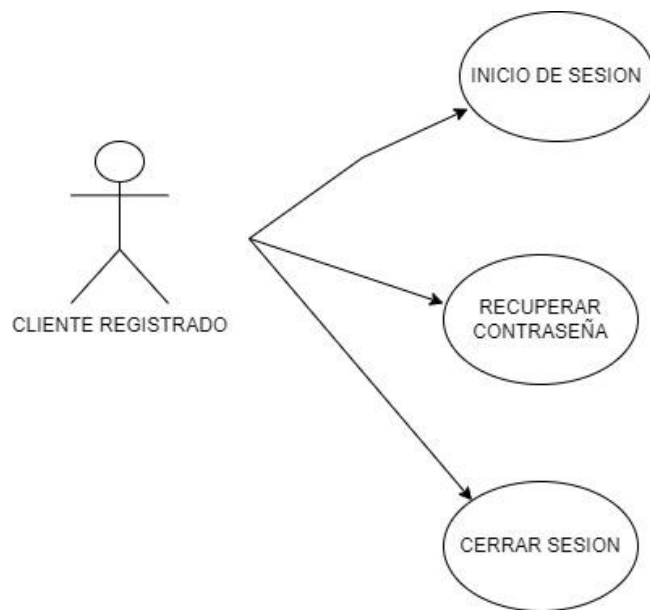 INICIO DE SESION
CLIENTE REGISTRADO
RECUPERAR
CONTRASEÑA
CERRAR SESION